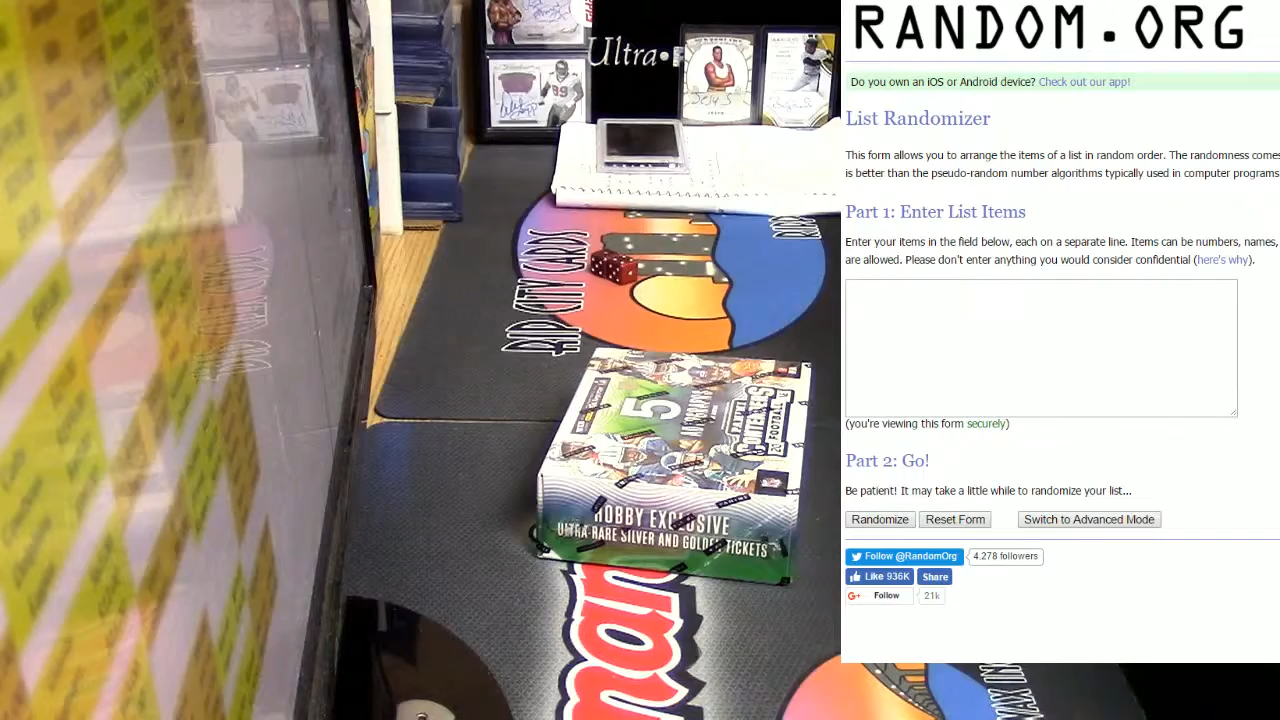 Ultra
RIP CITY CARDS
5
AUTOGRAPHS
PANINI
CONTENDERS
FOOTBALL
HOBBY EXCLUSIVE
ULTRA-RARE SILVER AND GOLDEN TICKETS
WAX
RANDOM.ORG
Do you own an iOS or Android device? Check out our app!
List Randomizer
This form allows you to arrange the items of a list in random order. The randomness comes
is better than the pseudo-random number algorithms typically used in computer programs
Part 1: Enter List Items
Enter your items in the field below, each on a separate line. Items can be numbers, names,
are allowed. Please don't enter anything you would consider confidential (here's why).
(you're viewing this form securely)
Part 2: Go!
Be patient! It may take a little while to randomize your list...
Randomize Reset Form Switch to Advanced Mode
Follow @RandomOrg 4,278 followers
Like 936K Share
G+ Follow 21k